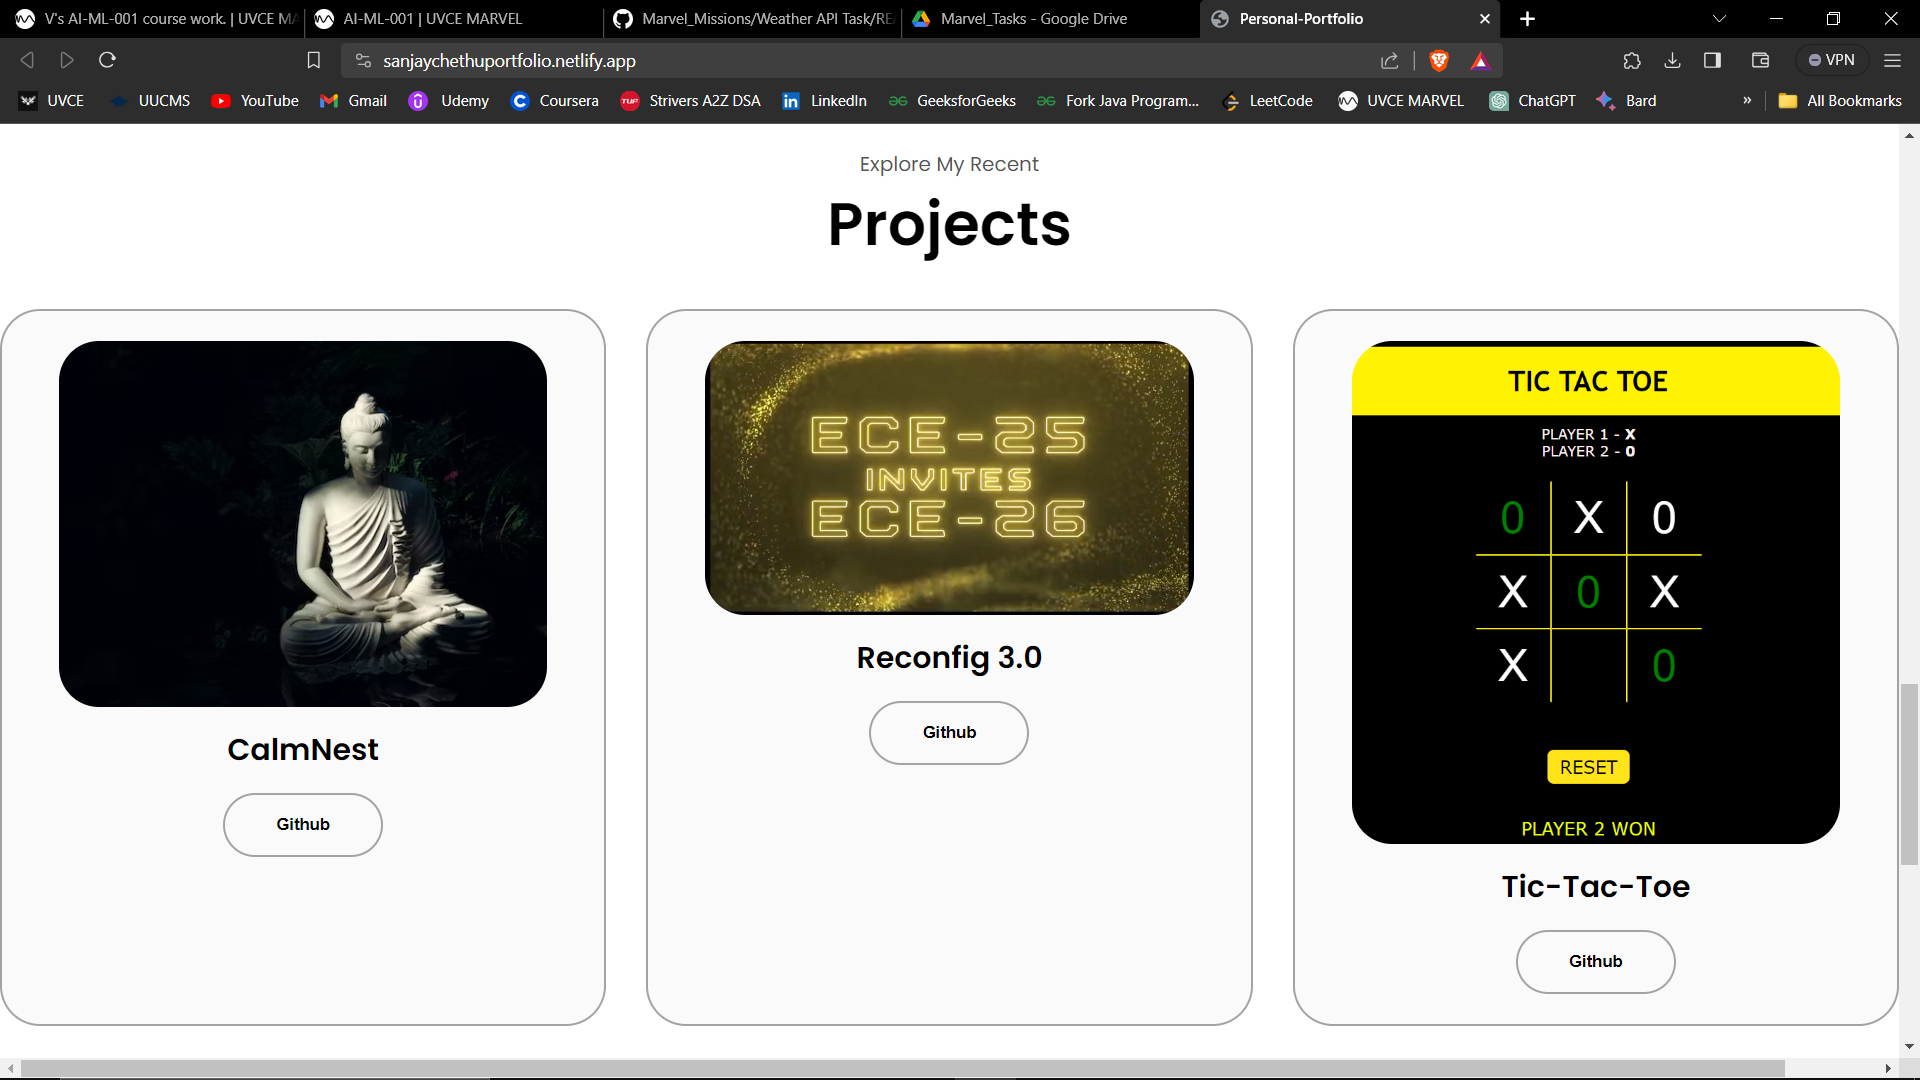 V's AI-ML-001 course work. | UVCE MA
AI-ML-001 | UVCE MARVEL
Marvel_Missions/Weather API Task/RE
Marvel_Tasks - Google Drive
Personal-Portfolio
sanjaychethuportfolio.netlify.app
VPN
UVCE
UUCMS
YouTube
Gmail
Udemy
Coursera
TUF
Strivers A2Z DSA
LinkedIn
GeeksforGeeks
Fork Java Program...
LeetCode
UVCE MARVEL
ChatGPT
Bard
»
All Bookmarks
Explore My Recent
Projects
CalmNest
Github
ECE-25
INVITES
ECE-26
Reconfig 3.0
Github
TIC TAC TOE
PLAYER 1 - X
PLAYER 2 - 0
0 X 0
X 0 X
X 0
RESET
PLAYER 2 WON
Tic-Tac-Toe
Github